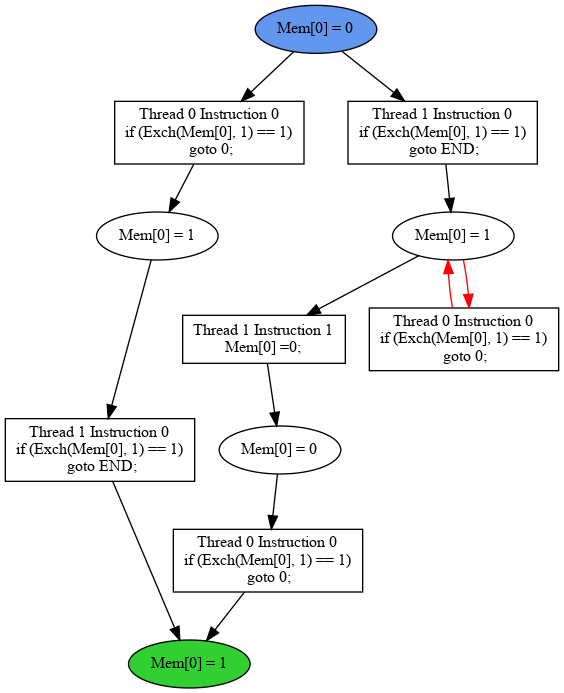 Mem[0] = 0
Thread 0 Instruction 0
if (Exch(Mem[0], 1) == 1)
goto 0;
Thread 1 Instruction 0
if (Exch(Mem[0], 1) == 1)
goto END;
Mem[0] = 1
Mem[0] = 1
Thread 1 Instruction 1
Mem[0] =0;
Thread 0 Instruction 0
if (Exch(Mem[0], 1) == 1)
goto 0;
Thread 1 Instruction 0
if (Exch(Mem[0], 1) == 1)
goto END;
Mem[0] = 0
Thread 0 Instruction 0
if (Exch(Mem[0], 1) == 1)
goto 0;
Mem[0] = 1